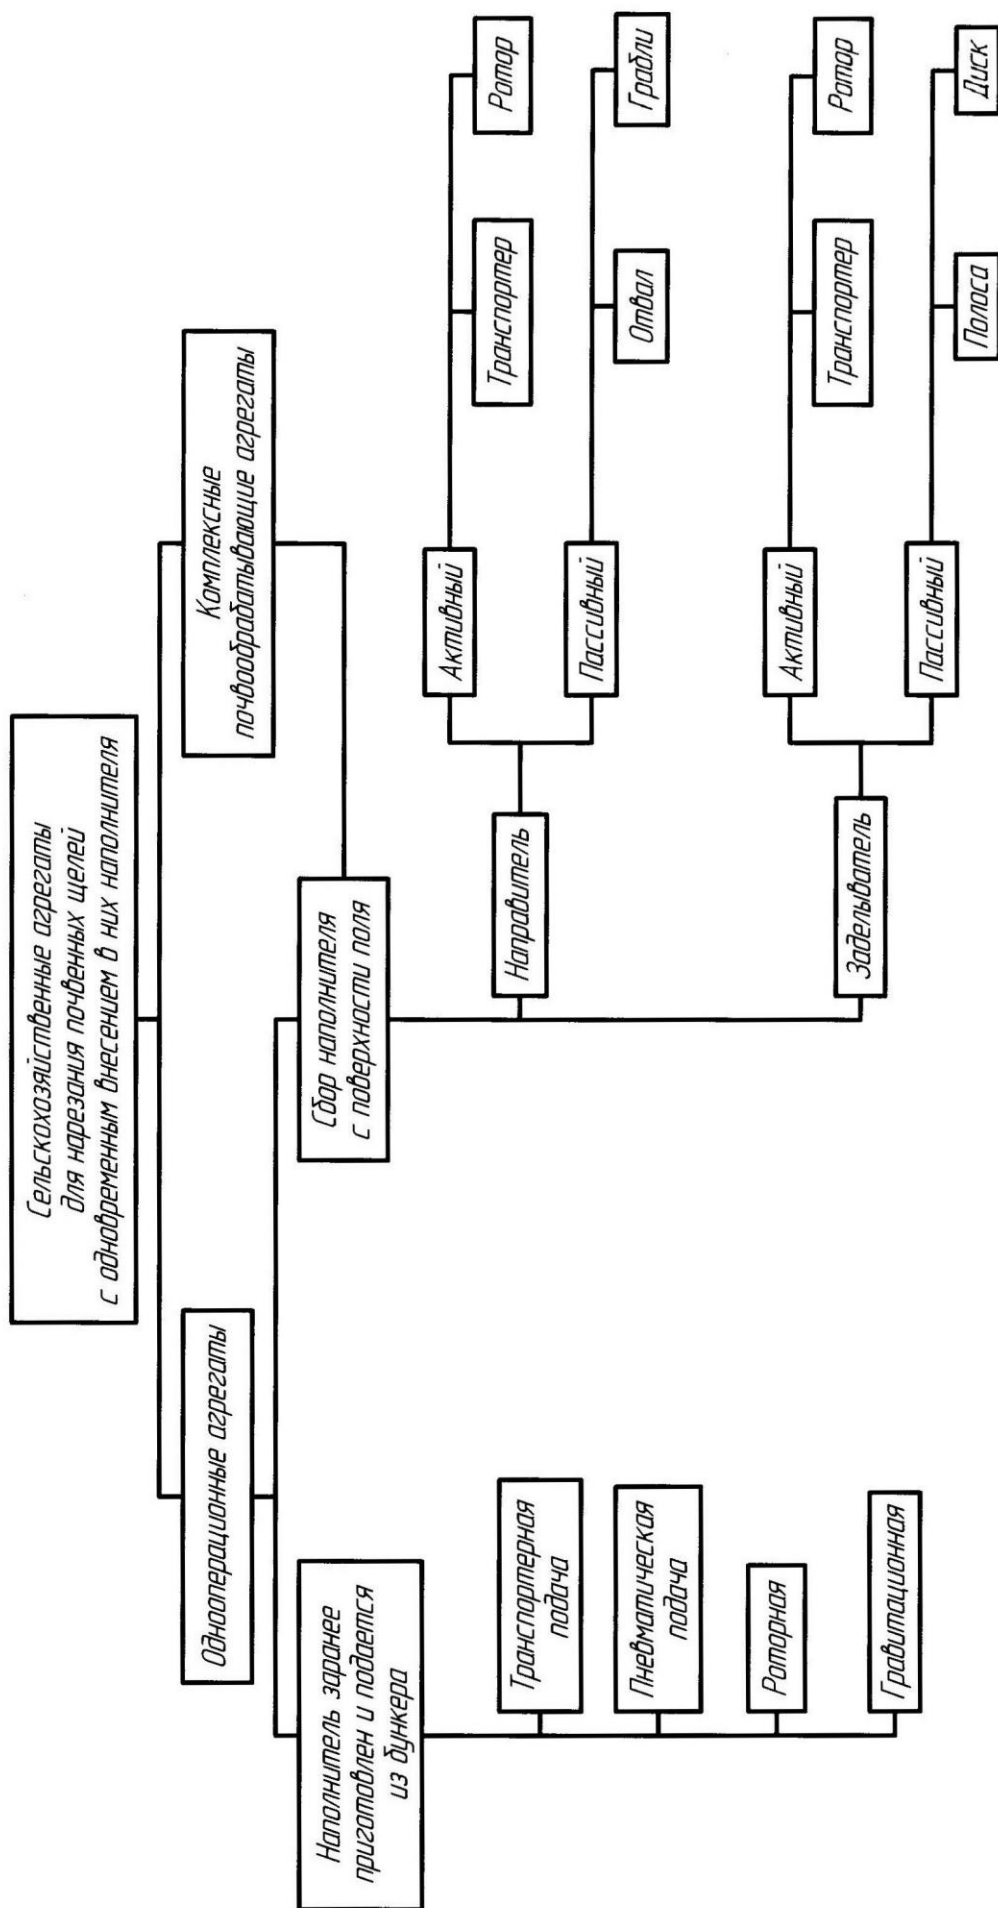 Сельскохозяйственные агрегаты
для нарезания почвенных щелей
с одновременным внесением в них наполнителя
Однооперационные агрегаты
Комплексные
почвообрабатывающие агрегаты
Наполнитель заранее
приготовлен и подается
из бункера
Сбор наполнителя
с поверхности поля
Транспортерная
подача
Пневматическая
подача
Роторная
Гравитационная
Направитель
Активный
Транспортер
Ротор
Пассивный
Отвал
Грабли
Заделыватель
Активный
Транспортер
Ротор
Пассивный
Полоса
Диск